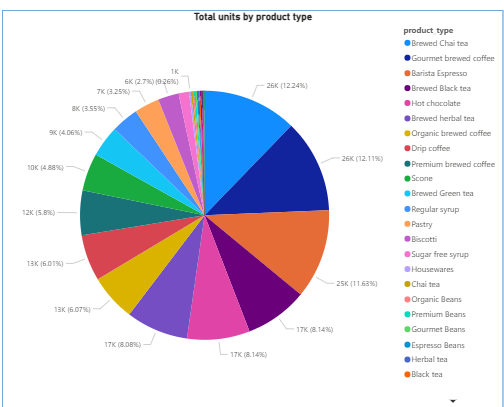 Total units by product type
product_type
Brewed Chai tea
Gourmet brewed coffee
Barista Espresso
Brewed Black tea
Hot chocolate
Brewed herbal tea
Organic brewed coffee
Drip coffee
Premium brewed coffee
Scone
Brewed Green tea
Regular syrup
Pastry
Biscotti
Sugar free syrup
Housewares
Chai tea
Organic Beans
Premium Beans
Gourmet Beans
Espresso Beans
Herbal tea
Black tea
26K (12.24%)
26K (12.11%)
25K (11.63%)
17K (8.14%)
17K (8.14%)
17K (8.08%)
13K (6.07%)
13K (6.01%)
12K (5.8%)
10K (4.88%)
9K (4.06%)
8K (3.55%)
7K (3.25%)
6K (2.7%)
1K
(0.26%)